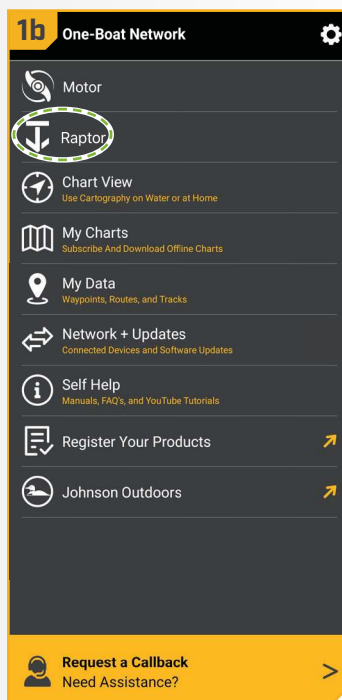 1b
One-Boat Network
Motor
Raptor
Chart View
Use Cartography on Water or at Home
My Charts
Subscribe And Download Offline Charts
My Data
Waypoints, Routes, and Tracks
Network + Updates
Connected Devices and Software Updates
Self Help
Manuals, FAQ's, and YouTube Tutorials
Register Your Products
Johnson Outdoors
Request a Callback
Need Assistance?